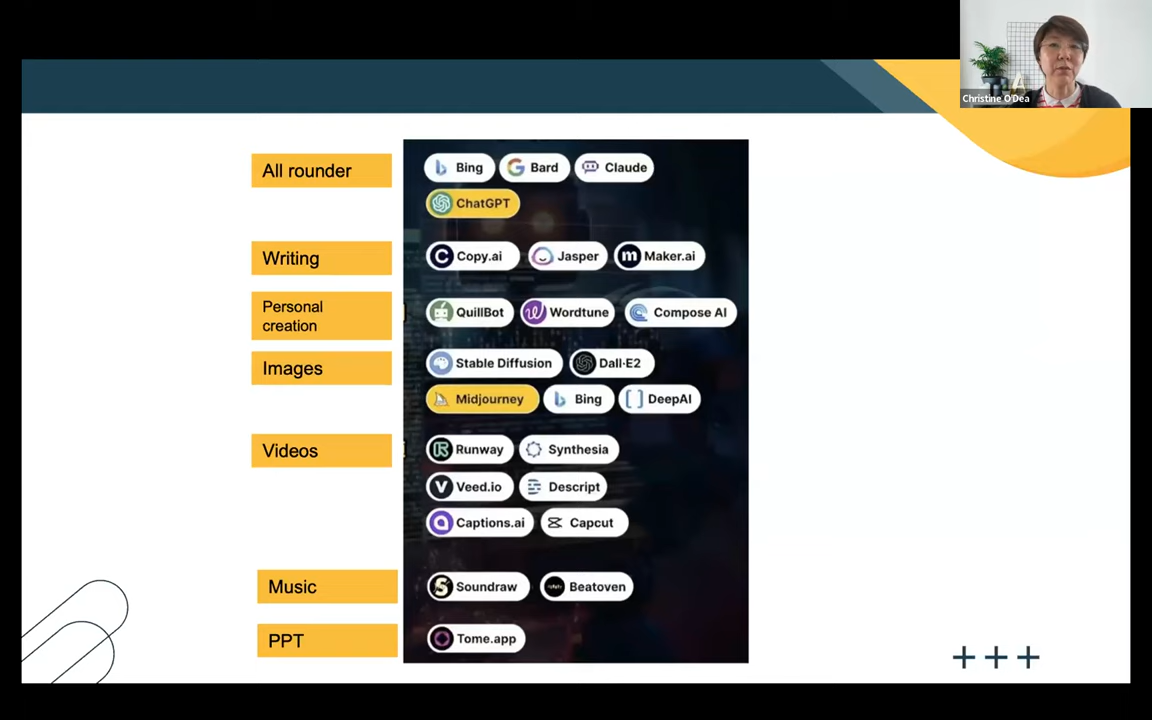 Christine O'Dea
All rounder
Bing Bard Claude
ChatGPT
Writing
Copy.ai Jasper Maker.ai
Personal
creation
QuillBot Wordtune Compose AI
Images
Stable Diffusion Dall·E2
Midjourney Bing DeepAI
Videos
Runway Synthesia
Veed.io Descript
Captions.ai Capcut
Music
Soundraw Beatoven
PPT
Tome.app